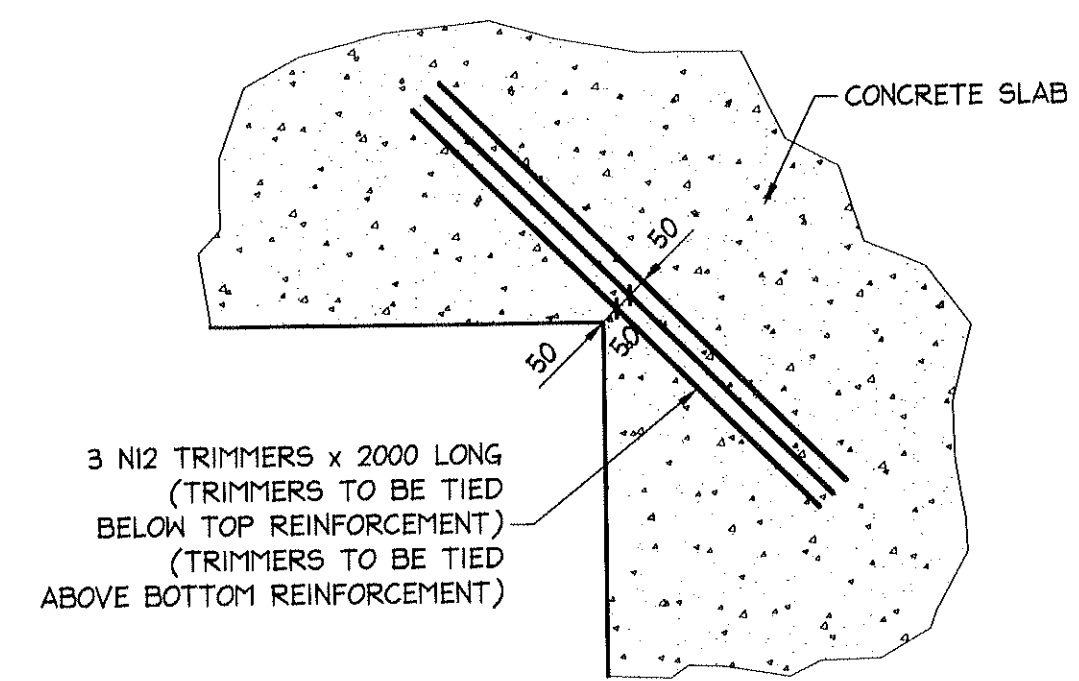 CONCRETE SLAB
50
50
50
3 N12 TRIMMERS x 2000 LONG
(TRIMMERS TO BE TIED
BELOW TOP REINFORCEMENT)
(TRIMMERS TO BE TIED
ABOVE BOTTOM REINFORCEMENT)